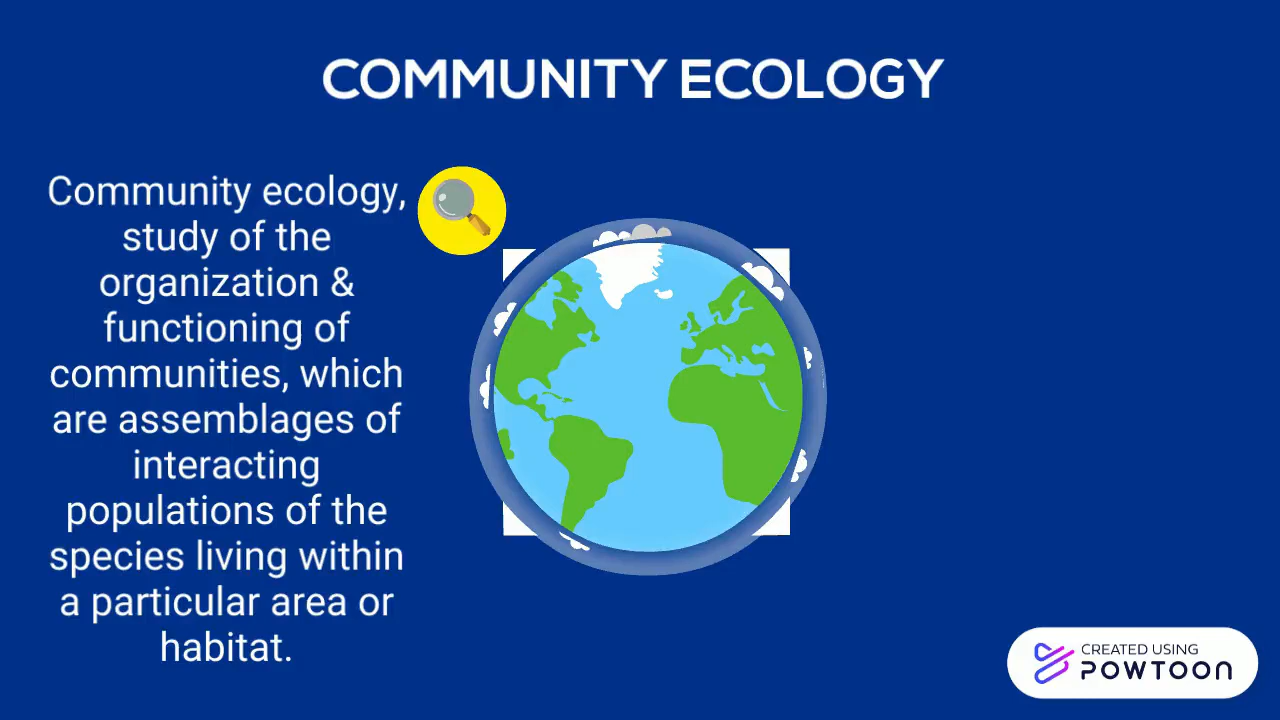 COMMUNITY ECOLOGY
Community ecology,
study of the
organization &
functioning of
communities, which
are assemblages of
interacting
populations of the
species living within
a particular area or
habitat.
CREATED USING
POWTOON